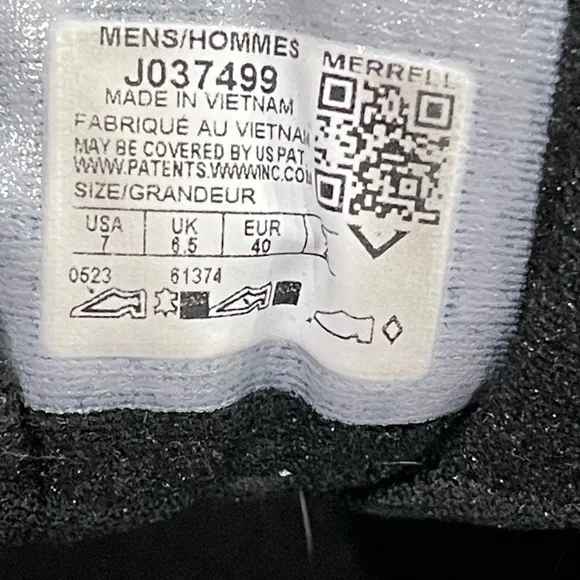 MENS/HOMMES
MERRELL
J037499
MADE IN VIETNAM
FABRIQUÉ AU VIETNAM
MAY BE COVERED BY US PAT
WWW.PATENTS.WWWINC.COM
SIZE/GRANDEUR
USA UK EUR
7 6.5 40
0523 61374